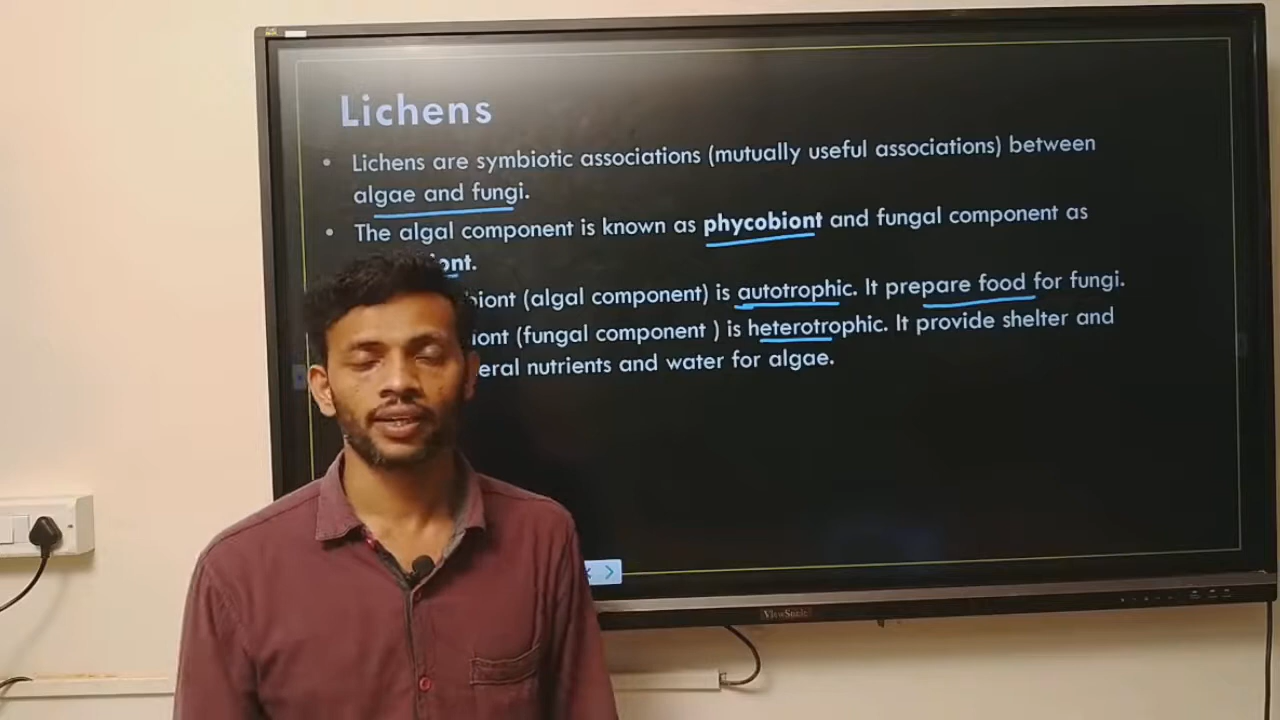 Lichens
• Lichens are symbiotic associations (mutually useful associations) between
algae and fungi.
• The algal component is known as phycobiont and fungal component as
ont.
biont (algal component) is autotrophic. It prepare food for fungi.
iont (fungal component ) is heterotrophic. It provide shelter and
eral nutrients and water for algae.
ViewSonic